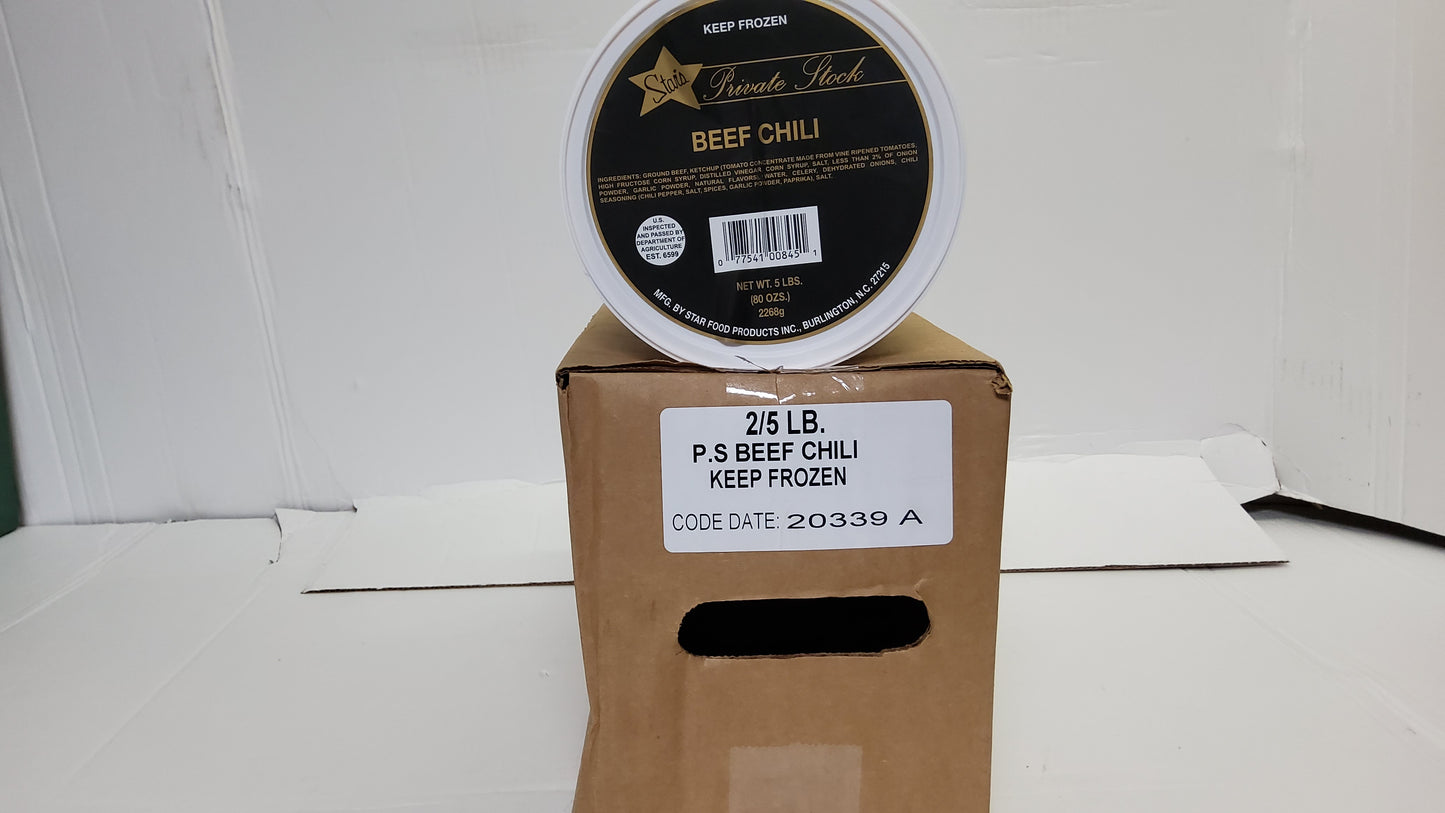 KEEP FROZEN
Star's Private Stock
BEEF CHILI
INGREDIENTS: GROUND BEEF, KETCHUP (TOMATO CONCENTRATE MADE FROM VINE RIPENED TOMATOES,
HIGH FRUCTOSE CORN SYRUP, DISTILLED VINEGAR, CORN SYRUP, SALT, LESS THAN 2% OF ONION
POWDER, GARLIC POWDER, NATURAL FLAVORS), WATER, CELERY, DEHYDRATED ONIONS, CHILI
SEASONING (CHILI PEPPER, SALT, SPICES, GARLIC POWDER, PAPRIKA), SALT.
U.S.
INSPECTED
AND PASSED BY
DEPARTMENT OF
AGRICULTURE
EST. 6599
0 77541 00845 1
NET WT. 5 LBS.
(80 OZS.)
2268g
MFG. BY STAR FOOD PRODUCTS INC., BURLINGTON, N.C. 27215
2/5 LB.
P.S BEEF CHILI
KEEP FROZEN
CODE DATE: 20339 A